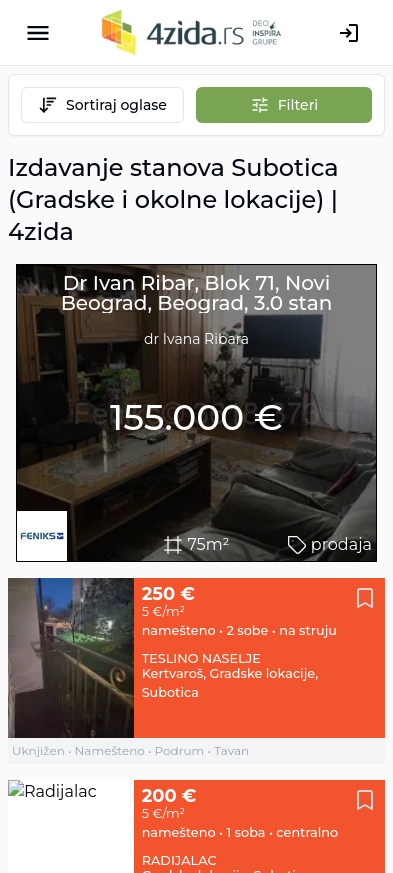 4zida.rs DEO INSPIRA GRUPE
Sortiraj oglase
Filteri
Izdavanje stanova Subotica
(Gradske i okolne lokacije) |
4zida
Dr Ivan Ribar, Blok 71, Novi
Beograd, Beograd, 3.0 stan
dr Ivana Ribara
155.000 €
FENIKS
75m²
prodaja
250 €
5 €/m²
namešteno • 2 sobe • na struju
TESLINO NASELJE
Kertvaroš, Gradske lokacije,
Subotica
Uknjižen • Namešteno • Podrum • Tavan
Radijalac
200 €
5 €/m²
namešteno • 1 soba • centralno
RADIJALAC